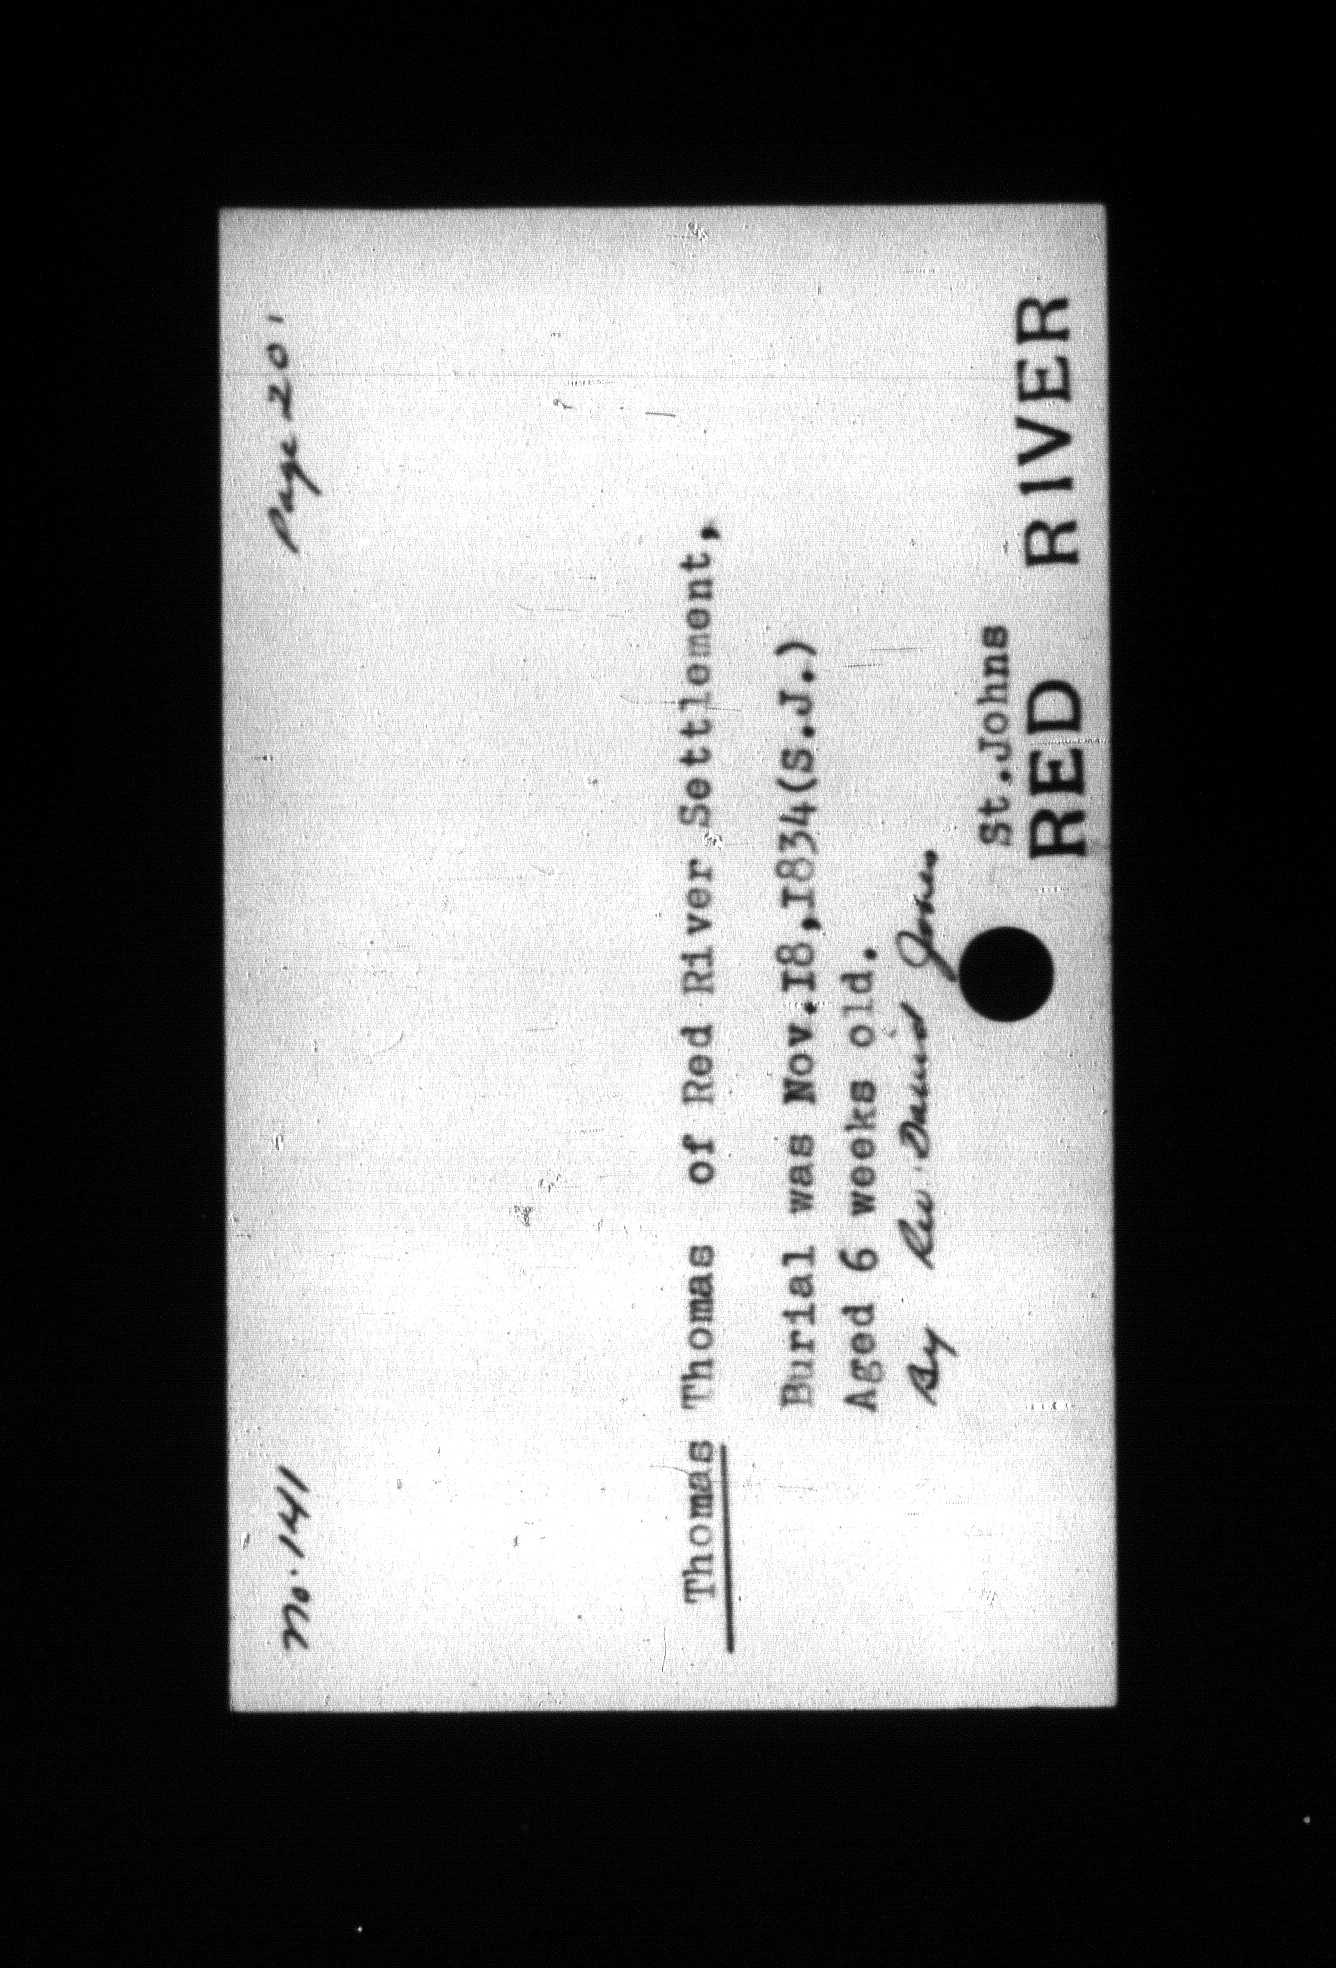 No. 141 Page 201
Thomas Thomas of Red River Settlement,
Burial was Nov.18,1834(S.J.)
Aged 6 weeks old.
By Rev. David Jones
St.Johns
RED RIVER